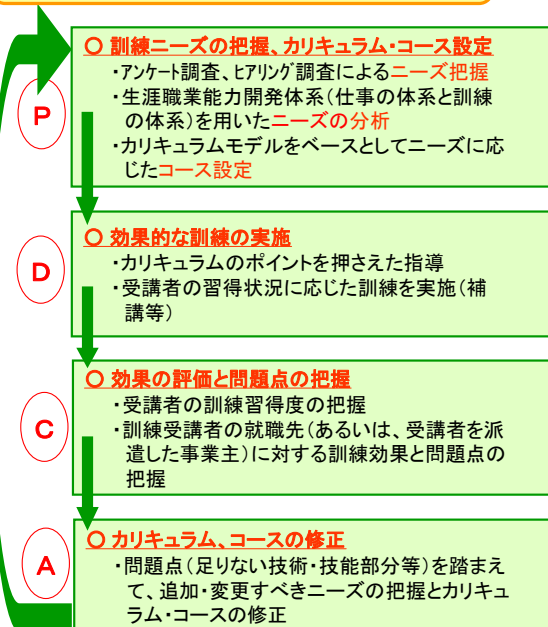 ○ 訓練ニーズの把握、カリキュラム・コース設定
・アンケート調査、ヒアリング調査によるニーズ把握
P
・生涯職業能力開発体系(仕事の体系と訓練
の体系)を用いたニーズの分析
・カリキュラムモデルをベースとしてニーズに応
じたコース設定
○ 効果的な訓練の実施
D
・カリキュラムのポイントを押さえた指導
・受講者の習得状況に応じた訓練を実施(補
講等)
○ 効果の評価と問題点の把握
・受講者の訓練習得度の把握
C
・訓練受講者の就職先(あるいは、受講者を派
遣した事業主)に対する訓練効果と問題点の
把握
○ カリキュラム、コースの修正
A
・問題点(足りない技術・技能部分等)を踏まえ
て、追加・変更すべきニーズの把握とカリキュ
ラム・コースの修正